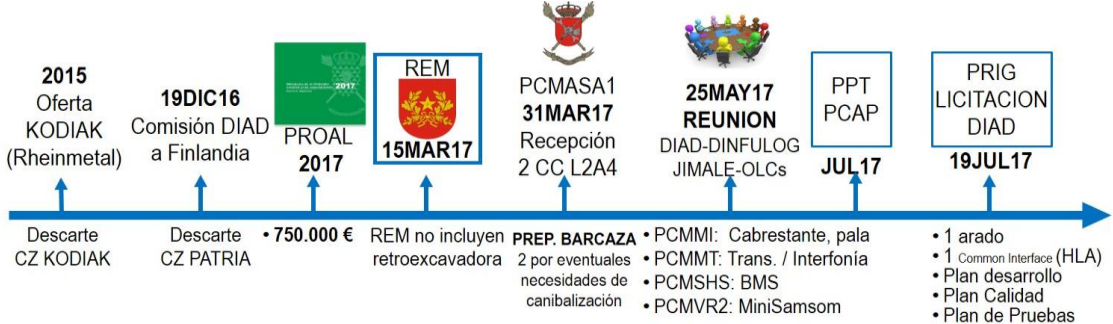 2015
Oferta
KODIAK
(Rheinmetal)
Descarte
CZ KODIAK
19DIC16
Comisión DIAD
a Finlandia
Descarte
CZ PATRIA
2017
PROAL
2017
• 750.000 €
REM
15MAR17
REM no incluyen
retroexcavadora
PCMASA1
31MAR17
Recepción
2 CC L2A4
PREP. BARCAZA
2 por eventuales
necesidades de
canibalización
25MAY17
REUNION
DIAD-DINFULOG
JIMALE-OLCs
• PCMMI: Cabrestante, pala
• PCMMT: Trans. / Interfonía
• PCMSHS: BMS
• PCMVR2: MiniSamsom
PPT
PCAP
JUL17
PRIG
LICITACION
DIAD
19JUL17
• 1 arado
• 1 Common Interface (HLA)
• Plan desarrollo
• Plan Calidad
• Plan de Pruebas